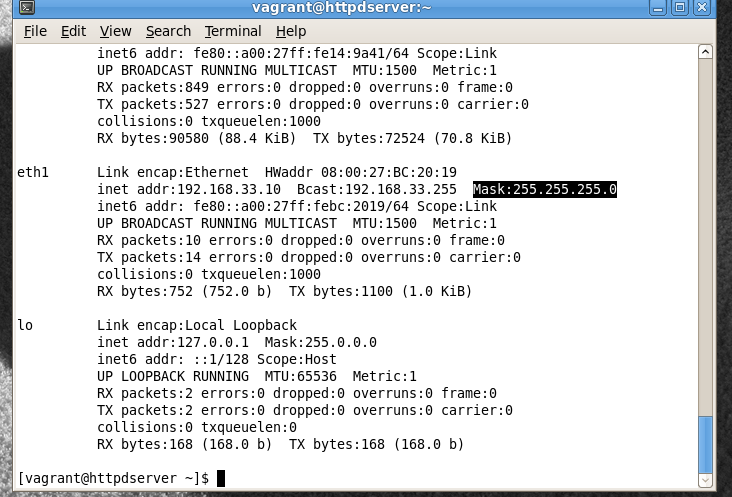 vagrant@httpdserver:~
File Edit View Search Terminal Help
inet6 addr: fe80::a00:27ff:fe14:9a41/64 Scope:Link
UP BROADCAST RUNNING MULTICAST  MTU:1500  Metric:1
RX packets:849 errors:0 dropped:0 overruns:0 frame:0
TX packets:527 errors:0 dropped:0 overruns:0 carrier:0
collisions:0 txqueuelen:1000
RX bytes:90580 (88.4 KiB)  TX bytes:72524 (70.8 KiB)
eth1      Link encap:Ethernet  HWaddr 08:00:27:BC:20:19
inet addr:192.168.33.10  Bcast:192.168.33.255  Mask:255.255.255.0
inet6 addr: fe80::a00:27ff:febc:2019/64 Scope:Link
UP BROADCAST RUNNING MULTICAST  MTU:1500  Metric:1
RX packets:10 errors:0 dropped:0 overruns:0 frame:0
TX packets:14 errors:0 dropped:0 overruns:0 carrier:0
collisions:0 txqueuelen:1000
RX bytes:752 (752.0 b)  TX bytes:1100 (1.0 KiB)
lo        Link encap:Local Loopback
inet addr:127.0.0.1  Mask:255.0.0.0
inet6 addr: ::1/128 Scope:Host
UP LOOPBACK RUNNING  MTU:65536  Metric:1
RX packets:2 errors:0 dropped:0 overruns:0 frame:0
TX packets:2 errors:0 dropped:0 overruns:0 carrier:0
collisions:0 txqueuelen:0
RX bytes:168 (168.0 b)  TX bytes:168 (168.0 b)
[vagrant@httpdserver ~]$